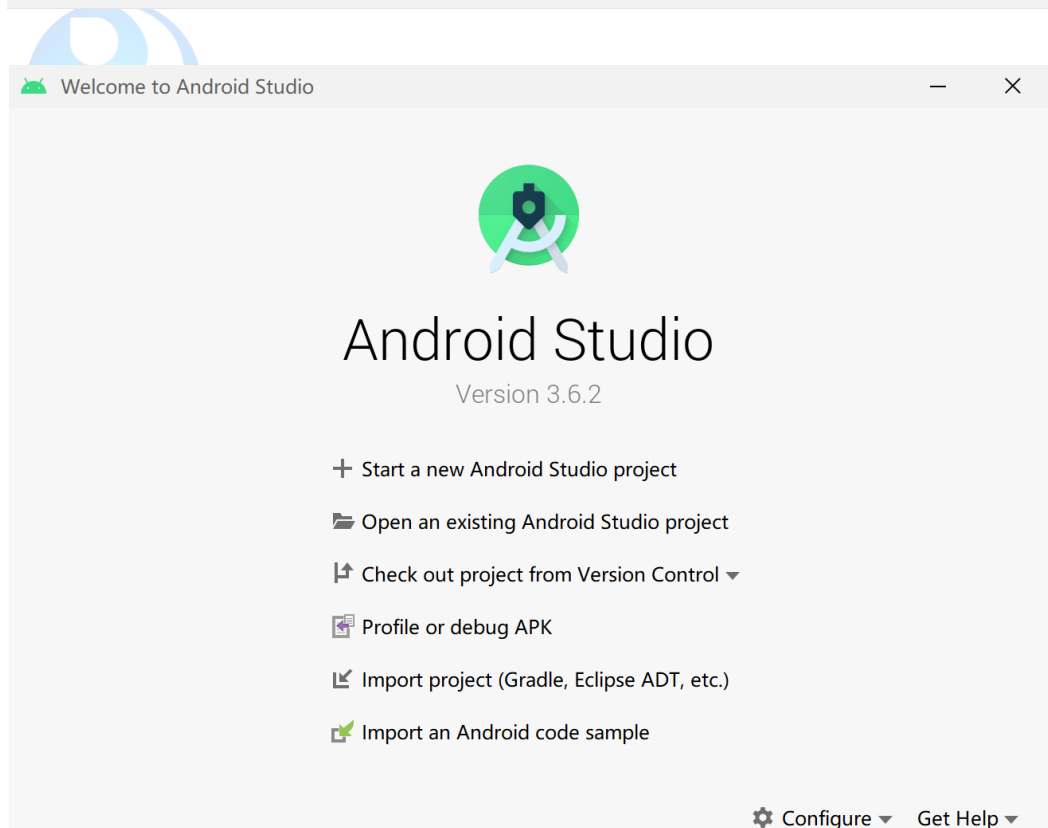 Welcome to Android Studio
Android Studio
Version 3.6.2
Start a new Android Studio project
Open an existing Android Studio project
Check out project from Version Control
Profile or debug APK
Import project (Gradle, Eclipse ADT, etc.)
Import an Android code sample
Configure Get Help